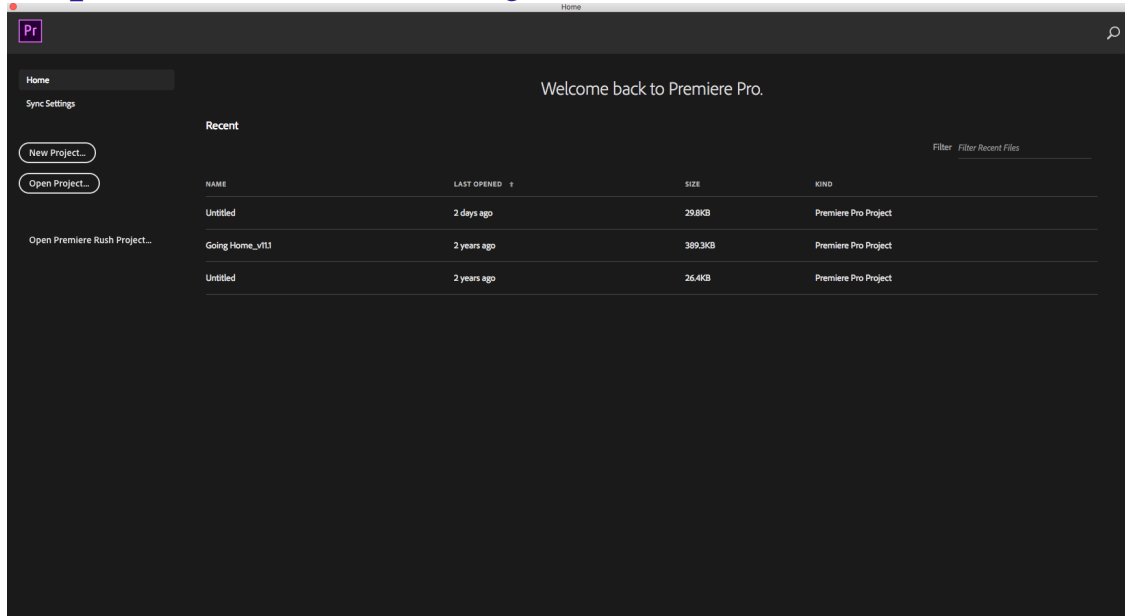 Home
Pr
Home
Sync Settings
Welcome back to Premiere Pro.
Recent
New Project...
Filter Filter Recent Files
Open Project...
NAME LAST OPENED ↑ SIZE KIND
Untitled 2 days ago 29.8KB Premiere Pro Project
Open Premiere Rush Project...
Going Home_v11.1 2 years ago 389.3KB Premiere Pro Project
Untitled 2 years ago 26.4KB Premiere Pro Project